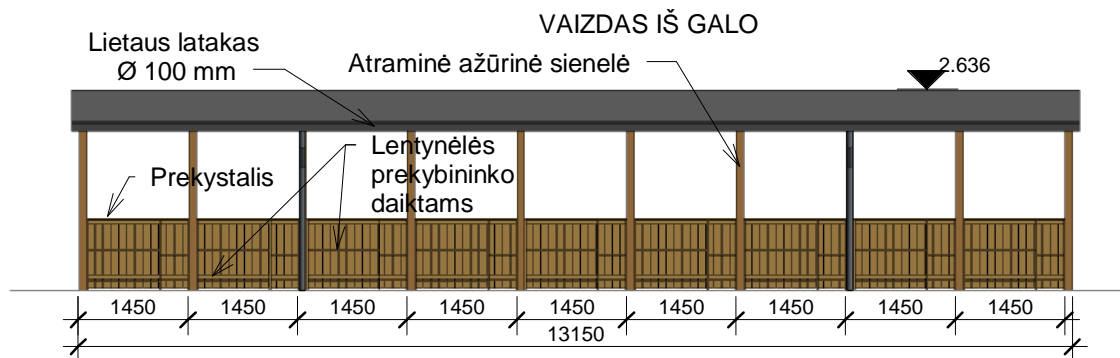 VAIZDAS IŠ GALO
Lietaus latakas
Ø 100 mm
Atraminė ažūrinė sienelė
2.636
Prekystalis
Lentynėlės
prekybininko
daiktams
1450 1450 1450 1450 1450 1450 1450 1450 1450
13150